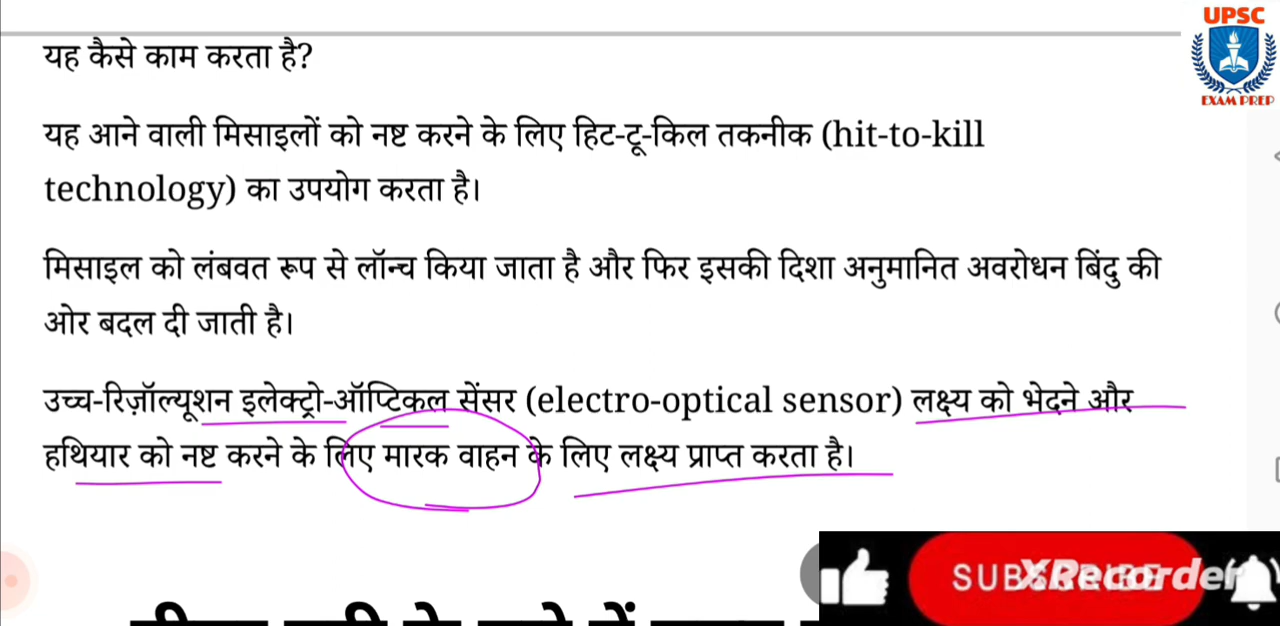 UPSC
EXAM PREP
यह कैसे काम करता है?
यह आने वाली मिसाइलों को नष्ट करने के लिए हिट-टू-किल तकनीक (hit-to-kill
technology) का उपयोग करता है।
मिसाइल को लंबवत रूप से लॉन्च किया जाता है और फिर इसकी दिशा अनुमानित अवरोधन बिंदु की
ओर बदल दी जाती है।
उच्च-रिज़ॉल्यूशन इलेक्ट्रो-ऑप्टिकल सेंसर (electro-optical sensor) लक्ष्य को भेदने और
हथियार को नष्ट करने के लिए मारक वाहन के लिए लक्ष्य प्राप्त करता है।
SUBSCRIBE
XRecorder